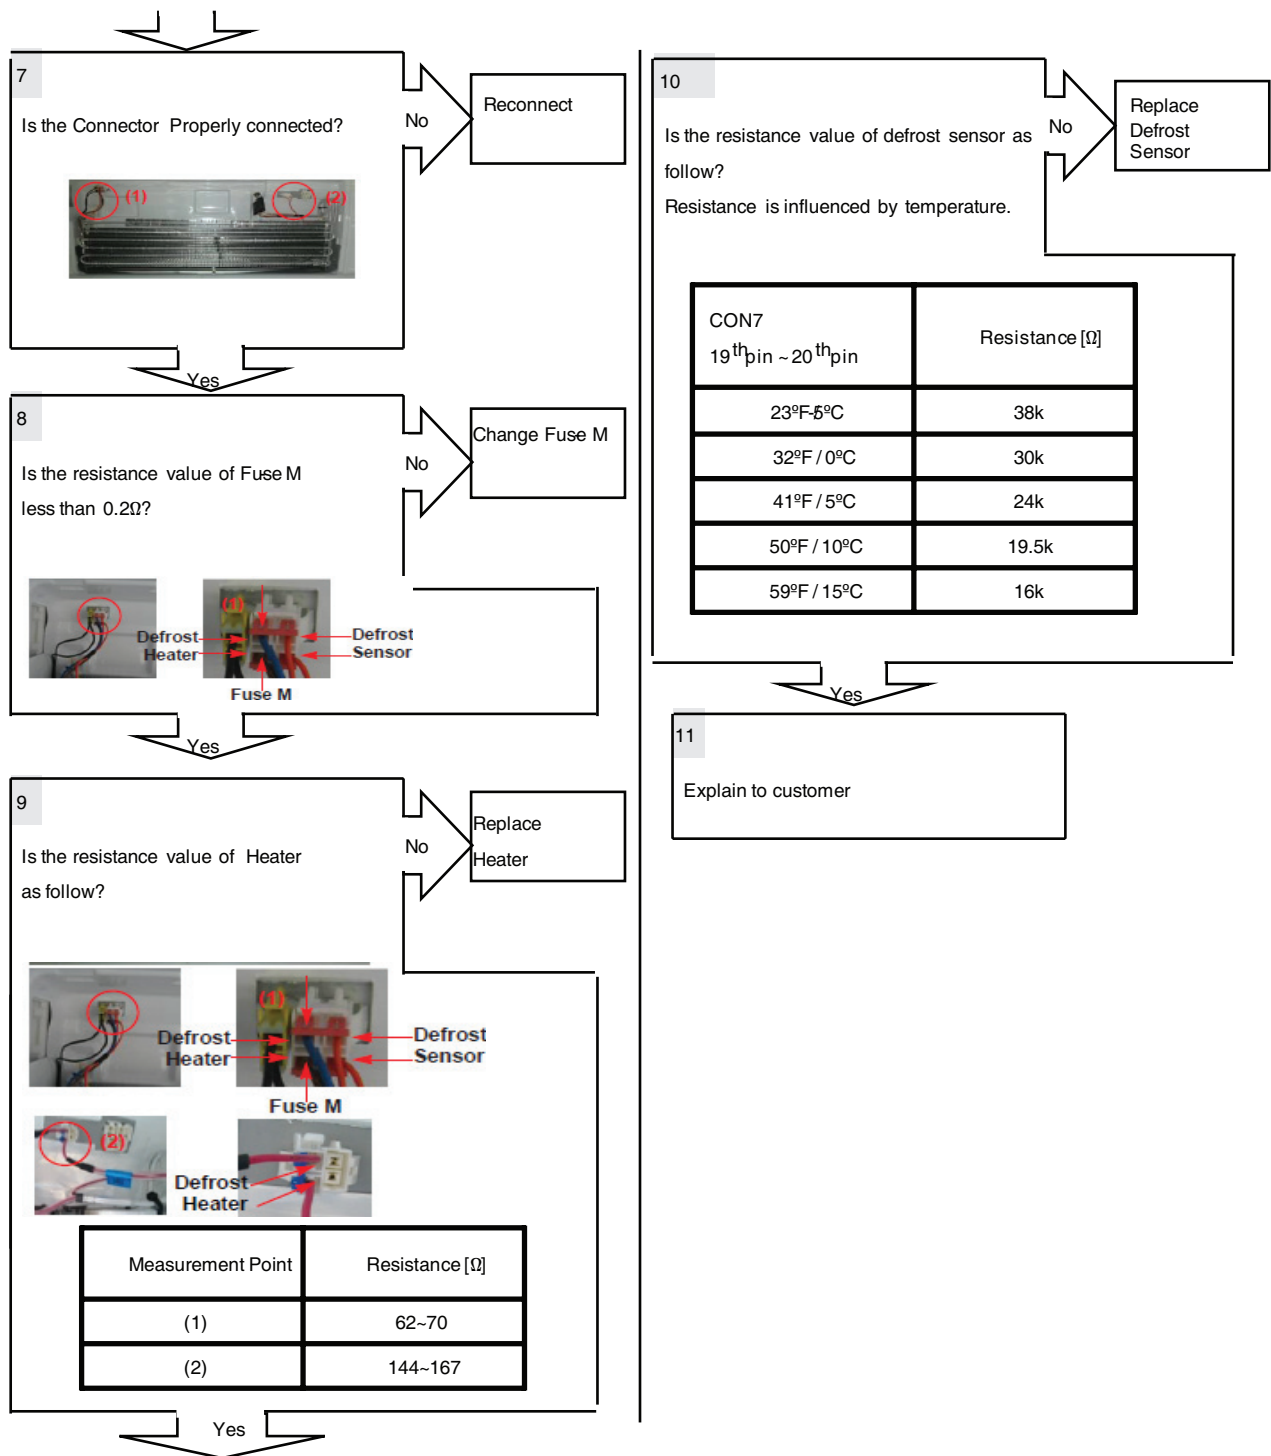 7
Is the Connector Properly connected?
No
Reconnect
(1)
(2)
Yes
8
Is the resistance value of Fuse M
less than 0.2Ω?
No
Change Fuse M
(1)
Defrost
Heater
Defrost
Sensor
Fuse M
Yes
9
Is the resistance value of Heater
as follow?
No
Replace
Heater
(1)
Defrost
Heater
Defrost
Sensor
Fuse M
(2)
Defrost
Heater
Measurement Point Resistance [Ω]
(1) 62~70
(2) 144~167
Yes
10
Is the resistance value of defrost sensor as
follow?
Resistance is influenced by temperature.
No
Replace
Defrost
Sensor
CON7
19th pin ~ 20th pin
Resistance [Ω]
23ºF-5ºC 38k
32ºF / 0ºC 30k
41ºF / 5ºC 24k
50ºF / 10ºC 19.5k
59ºF / 15ºC 16k
Yes
11
Explain to customer